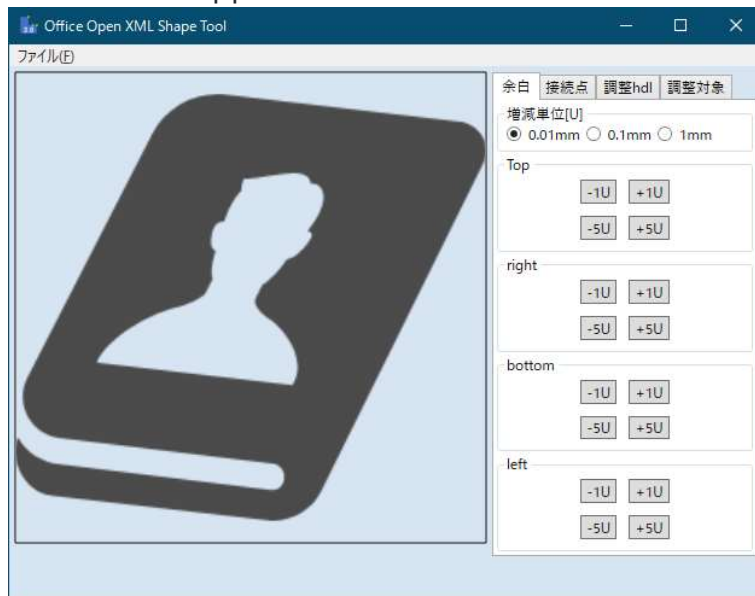 Office Open XML Shape Tool
ファイル(F)
余白 接続点 調整hdl 調整対象
増減単位[U]
0.01mm 0.1mm 1mm
Top
-1U +1U
-5U +5U
right
-1U +1U
-5U +5U
bottom
-1U +1U
-5U +5U
left
-1U +1U
-5U +5U